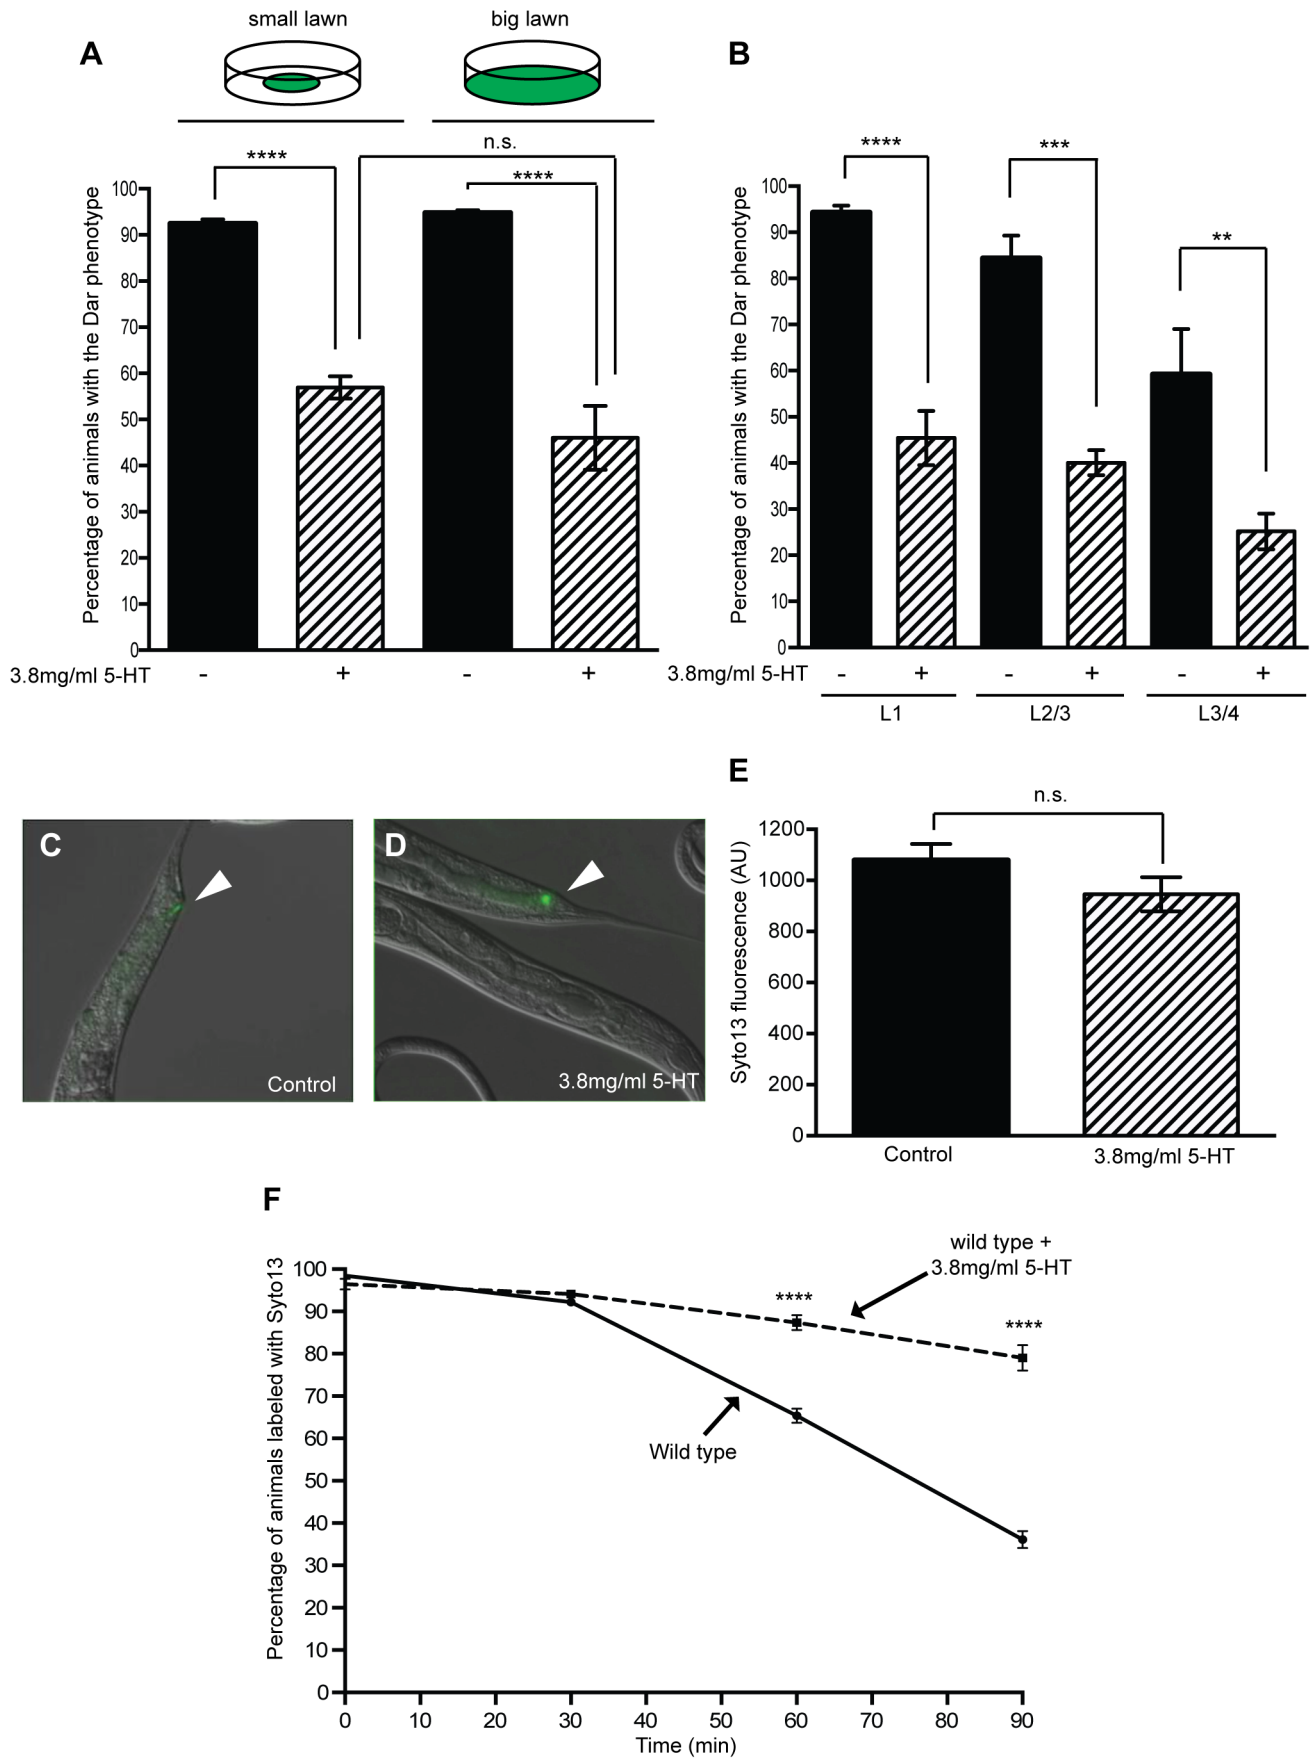 A
small lawn
big lawn
****
n.s.
****
Percentage of animals with the Dar phenotype
100
90
80
70
60
50
40
30
20
10
0
3.8mg/ml 5-HT - + - +
B
****
***
**
Percentage of animals with the Dar phenotype
100
90
80
70
60
50
40
30
20
10
0
3.8mg/ml 5-HT - + - + - +
L1 L2/3 L3/4
C
Control
D
3.8mg/ml 5-HT
E
n.s.
Syto13 fluorescence (AU)
1200
1000
800
600
400
200
0
Control 3.8mg/ml 5-HT
F
wild type +
3.8mg/ml 5-HT
****
****
Wild type
Percentage of animals labeled with Syto13
100
90
80
70
60
50
40
30
20
10
0
0 10 20 30 40 50 60 70 80 90
Time (min)